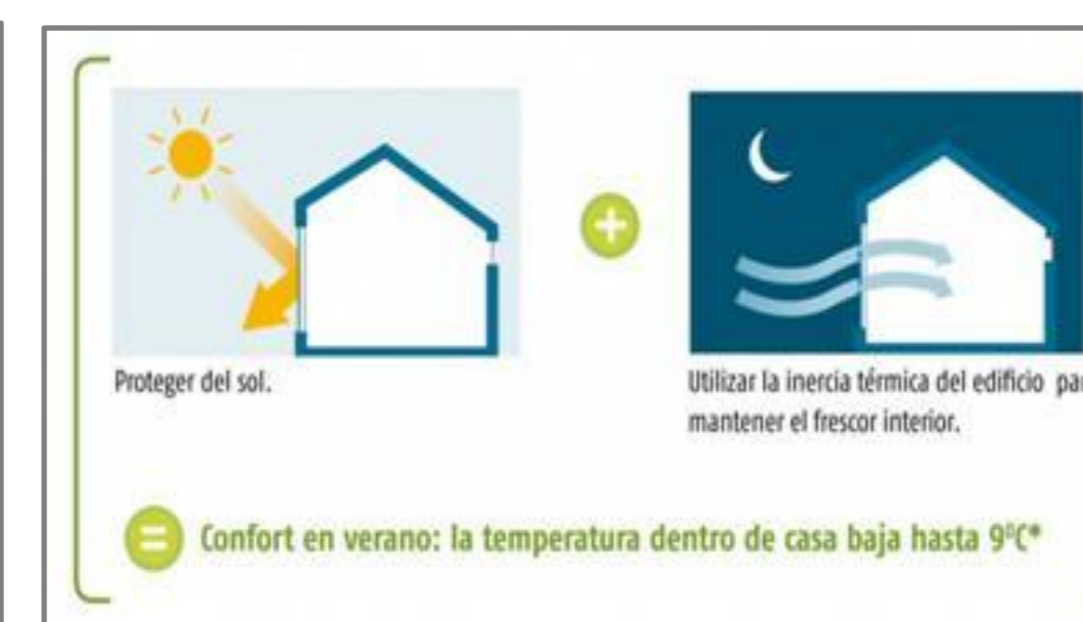 Proteger del sol.
Utilizar la inercia térmica del edificio
mantener el frescor interior.
Confort en verano: la temperatura dentro de casa baja hasta 9ºC*